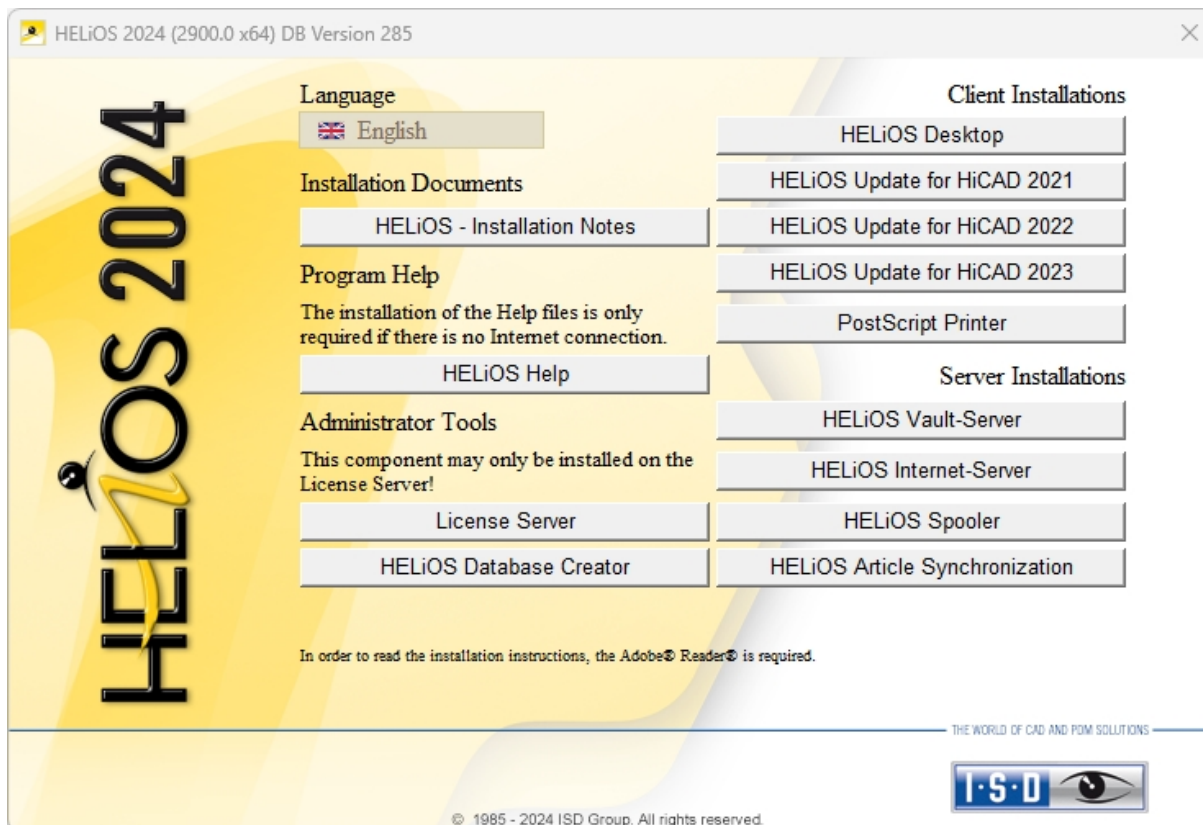 HELiOS 2024 (2900.0 x64) DB Version 285
HELiOS 2024
Language
English
Installation Documents
HELiOS - Installation Notes
Program Help
The installation of the Help files is only
required if there is no Internet connection.
HELiOS Help
Administrator Tools
This component may only be installed on the
License Server!
License Server
HELiOS Database Creator
Client Installations
HELiOS Desktop
HELiOS Update for HiCAD 2021
HELiOS Update for HiCAD 2022
HELiOS Update for HiCAD 2023
PostScript Printer
Server Installations
HELiOS Vault-Server
HELiOS Internet-Server
HELiOS Spooler
HELiOS Article Synchronization
In order to read the installation instructions, the Adobe® Reader® is required.
THE WORLD OF CAD AND PDM SOLUTIONS
I·S·D
© 1985 - 2024 ISD Group. All rights reserved.